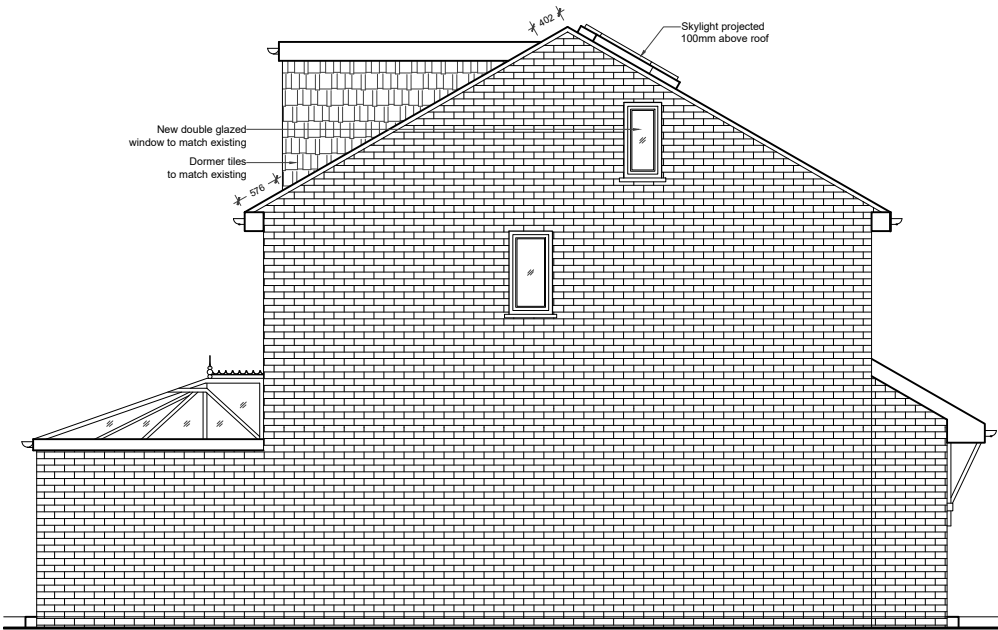 402
Skylight projected
100mm above roof
New double glazed
window to match existing
Dormer tiles
to match existing
576